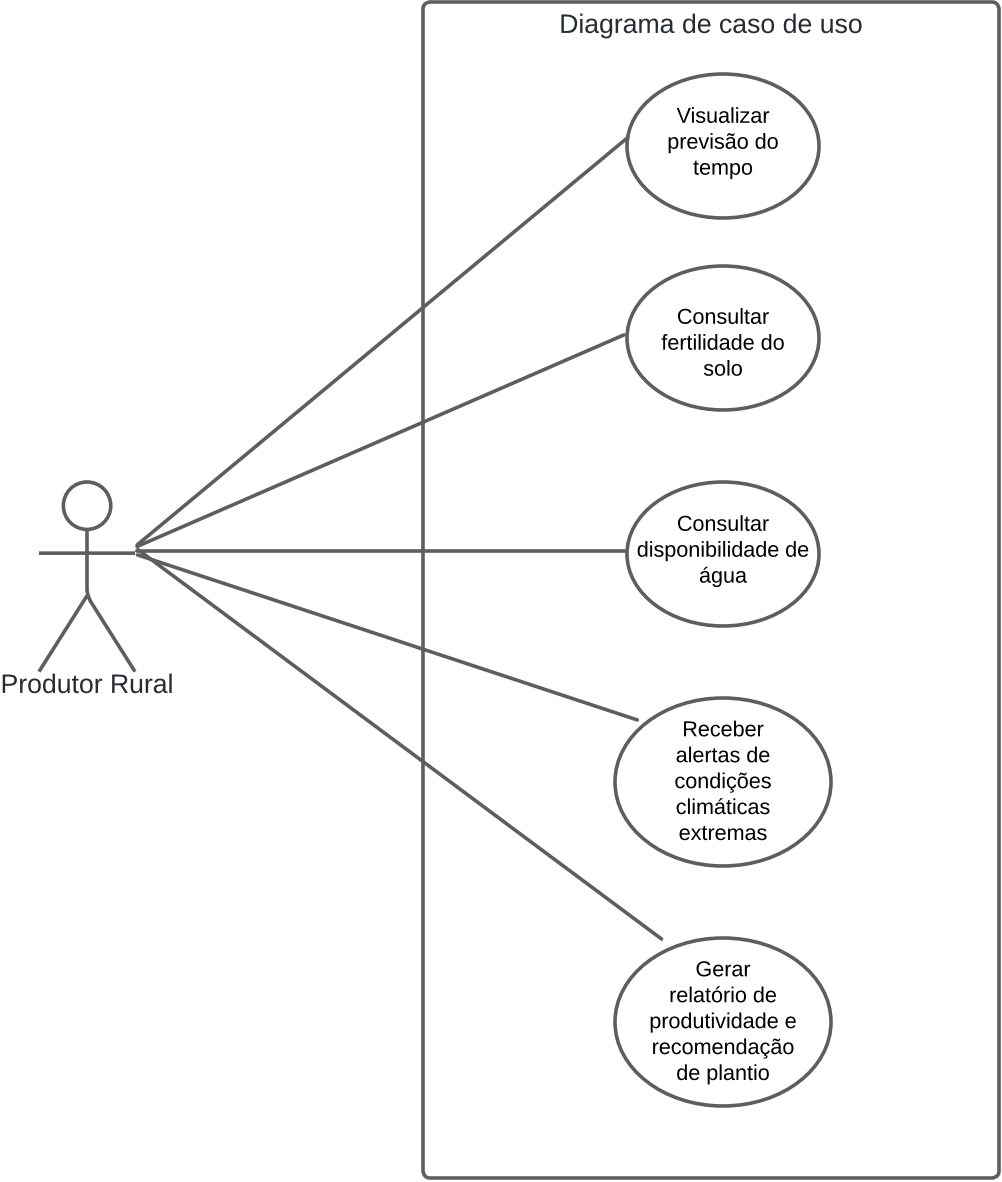 Diagrama de caso de uso
Visualizar
previsão do
tempo
Consultar
fertilidade do
solo
Consultar
disponibilidade de
água
Produtor Rural
Receber
alertas de
condições
climáticas
extremas
Gerar
relatório de
produtividade e
recomendação
de plantio